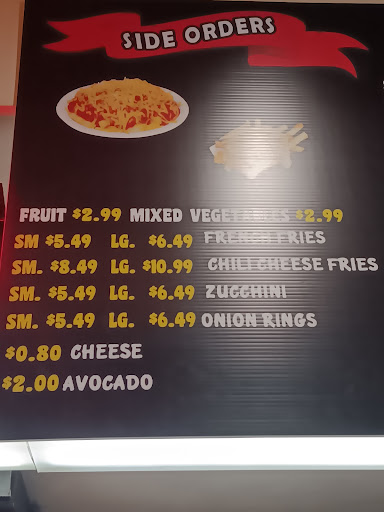 SIDE ORDERS
FRUIT $2.99 MIXED VEGETABLES $2.99
SM $5.49 LG. $6.49 FRENCH FRIES
SM. $8.49 LG. $10.99 CHILI CHEESE FRIES
SM. $5.49 LG. $6.49 ZUCGHINI
SM. $5.49 LG. $6.49 ONION RINGS
$0.80 CHEESE
$2.00 AVOCADO